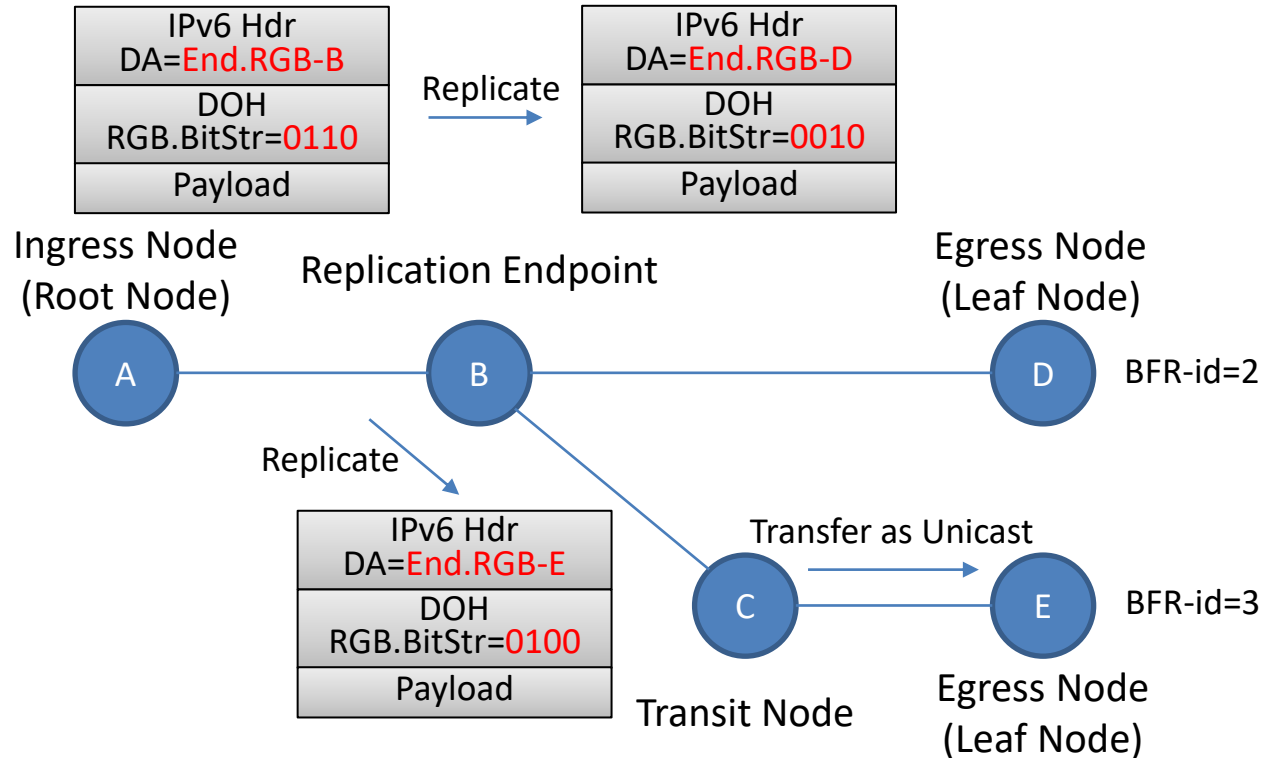 IPv6 Hdr
DA=End.RGB-B
DOH
RGB.BitStr=0110
Payload
Replicate
IPv6 Hdr
DA=End.RGB-D
DOH
RGB.BitStr=0010
Payload
Ingress Node
(Root Node)
Replication Endpoint
Egress Node
(Leaf Node)
A
B
D
BFR-id=2
Replicate
IPv6 Hdr
DA=End.RGB-E
DOH
RGB.BitStr=0100
Payload
Transfer as Unicast
C
E
BFR-id=3
Transit Node
Egress Node
(Leaf Node)